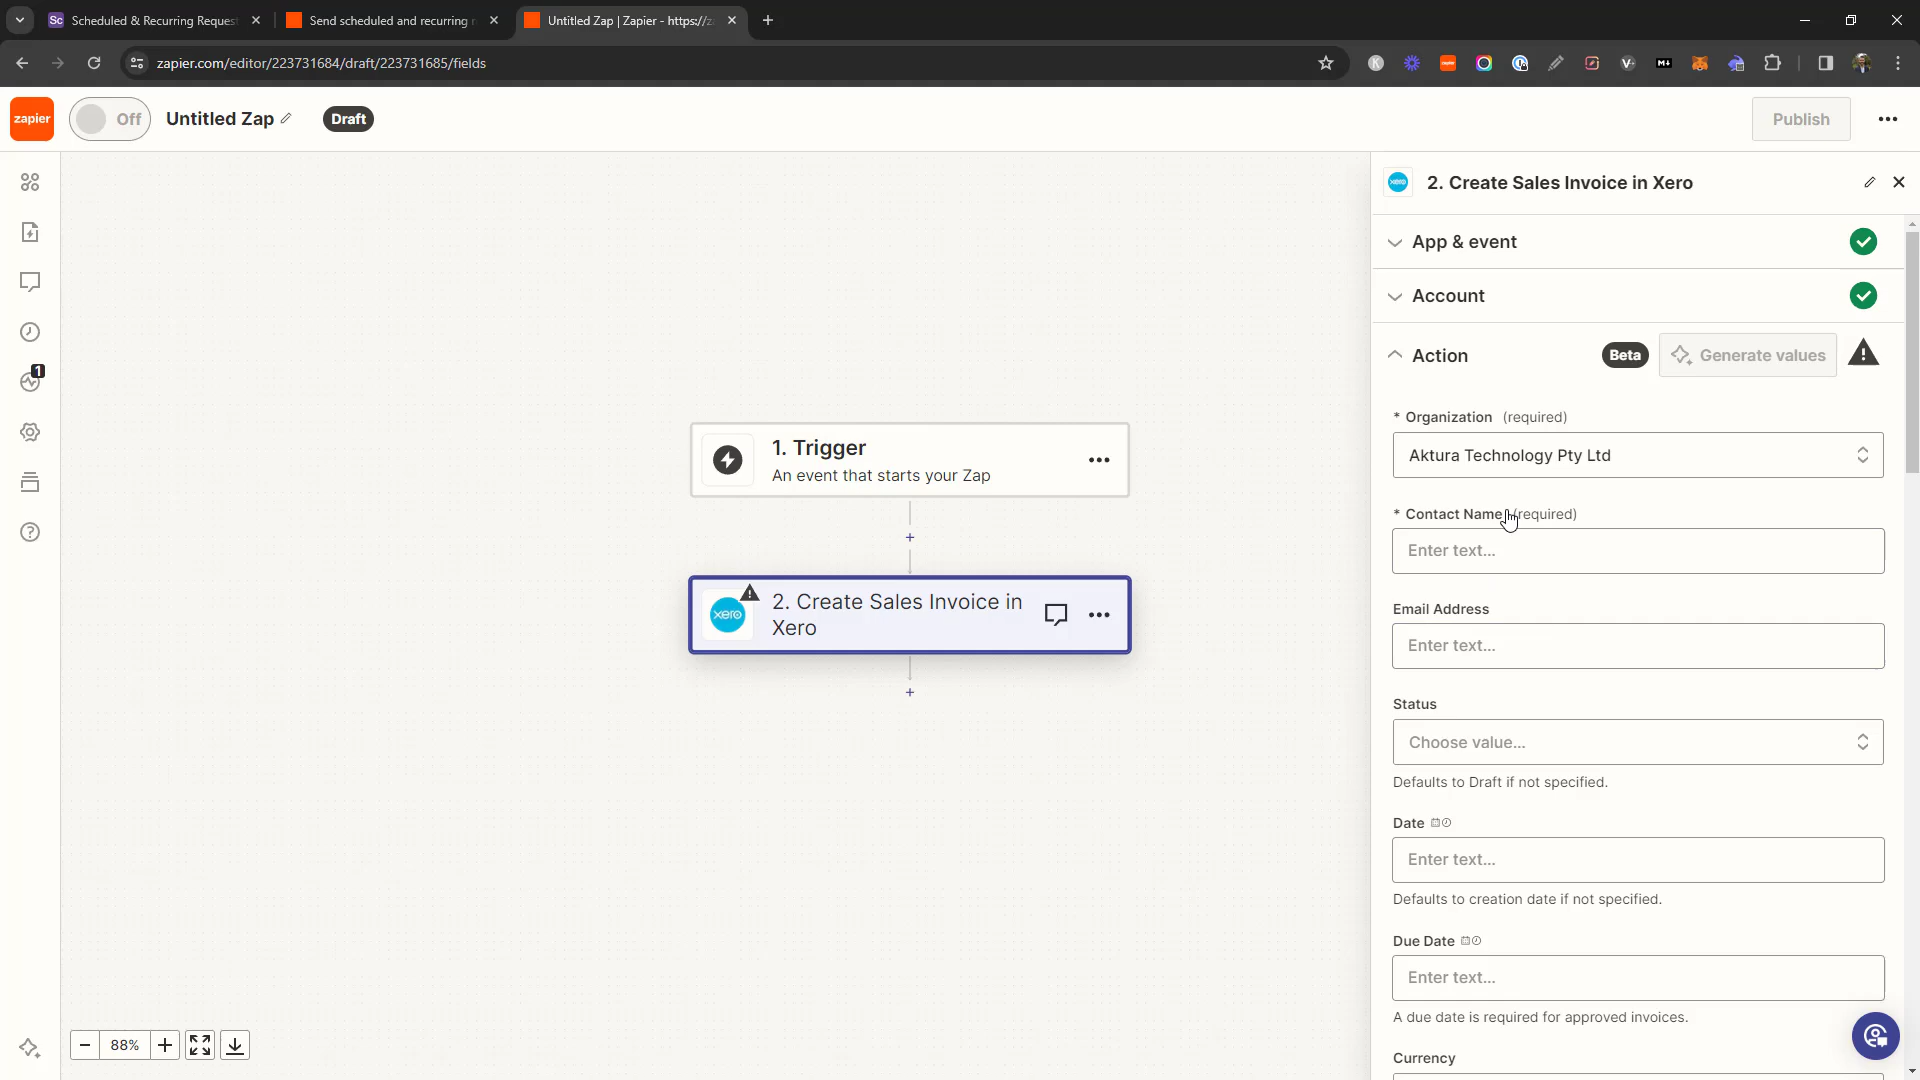 Scheduled & Recurring Reques
Send scheduled and recurring
Untitled Zap | Zapier - https://z
zapier.com/editor/223731684/draft/223731685/fields
zapier
Off
Untitled Zap
Draft
Publish
2. Create Sales Invoice in Xero
App & event
Account
Action
Beta
Generate values
* Organization (required)
Aktura Technology Pty Ltd
* Contact Name (required)
Enter text...
Email Address
Enter text...
Status
Choose value...
Defaults to Draft if not specified.
Date
Enter text...
Defaults to creation date if not specified.
Due Date
Enter text...
A due date is required for approved invoices.
Currency
1
1. Trigger
An event that starts your Zap
xero
2. Create Sales Invoice in
Xero
88%